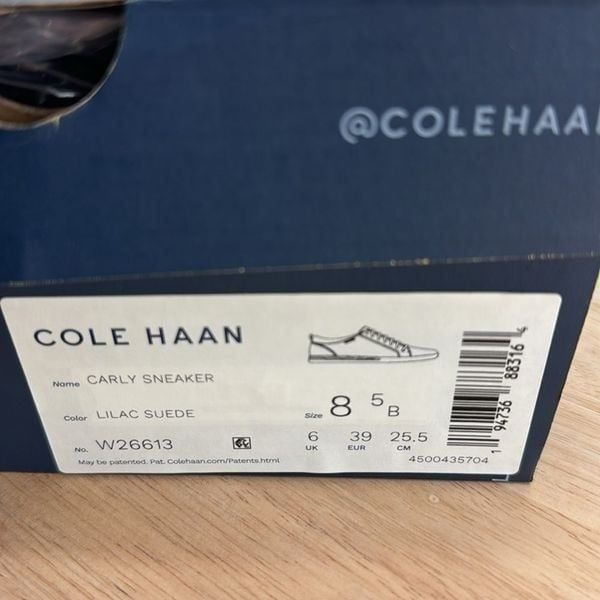 @COLEHAA
COLE HAAN
Name CARLY SNEAKER
Color LILAC SUEDE
Size 8 5 B
No. W26613
6 39 25.5
UK EUR CM
May be patented. Pat. Colehaan.com/Patents.html
4500435704
1 94736 88316 4